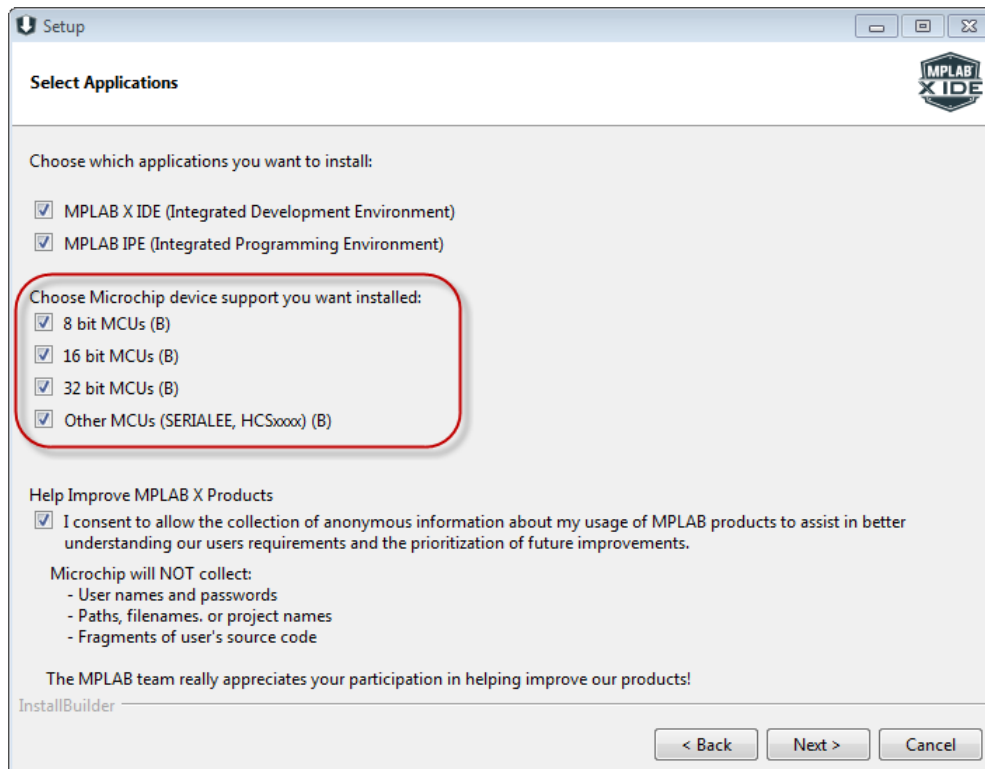 Setup
Select Applications
MPLAB
X IDE
Choose which applications you want to install:
MPLAB X IDE (Integrated Development Environment)
MPLAB IPE (Integrated Programming Environment)
Choose Microchip device support you want installed:
8 bit MCUs (B)
16 bit MCUs (B)
32 bit MCUs (B)
Other MCUs (SERIALEE, HCSxxxx) (B)
Help Improve MPLAB X Products
I consent to allow the collection of anonymous information about my usage of MPLAB products to assist in better
understanding our users requirements and the prioritization of future improvements.
Microchip will NOT collect:
- User names and passwords
- Paths, filenames. or project names
- Fragments of user's source code
The MPLAB team really appreciates your participation in helping improve our products!
InstallBuilder
< Back
Next >
Cancel